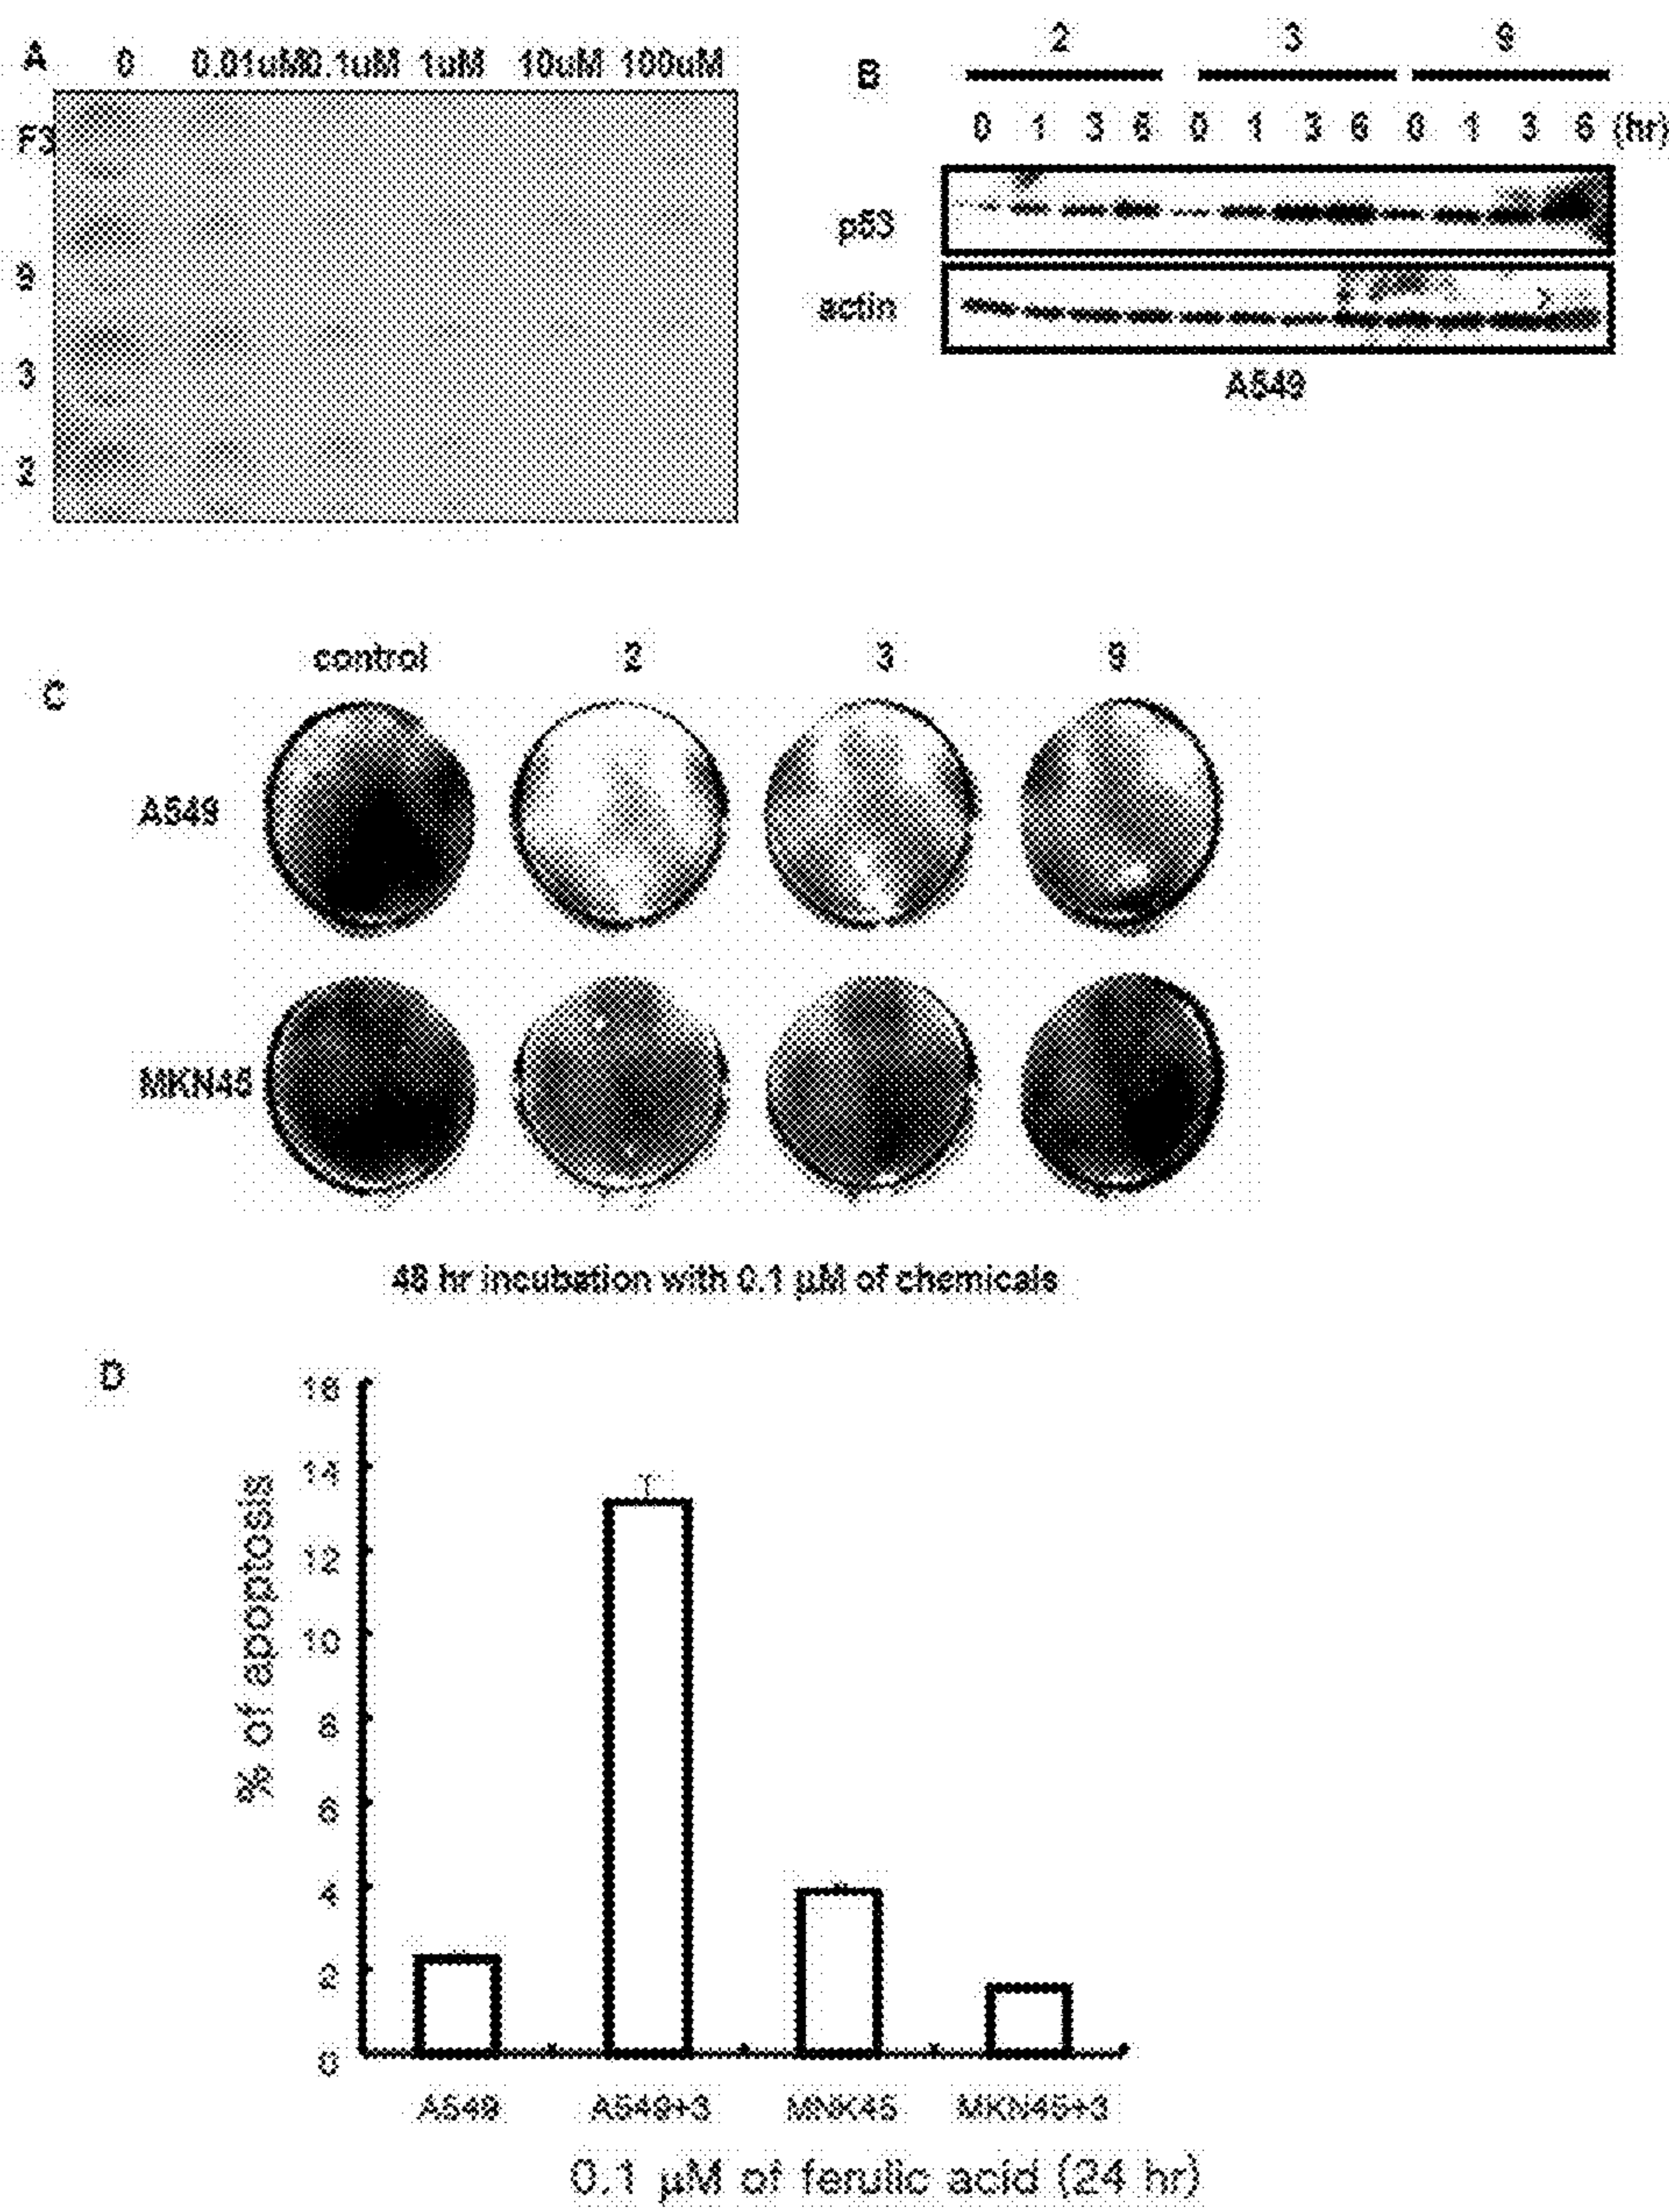 A
0 0.01uM 0.1uM 1uM 10uM 100uM
F3
9
3
2
B
2 3 9
0 1 3 6 0 1 3 6 0 1 3 6 (hr)
p53
actin
A549
C
control 2 3 9
A549
MKN45
48 hr incubation with 0.1 µM of chemicals
D
% of apoptosis
16
14
12
10
8
6
4
2
0
A549 A549+3 MNK45 MKN45+3
0.1 µM of ferulic acid (24 hr)